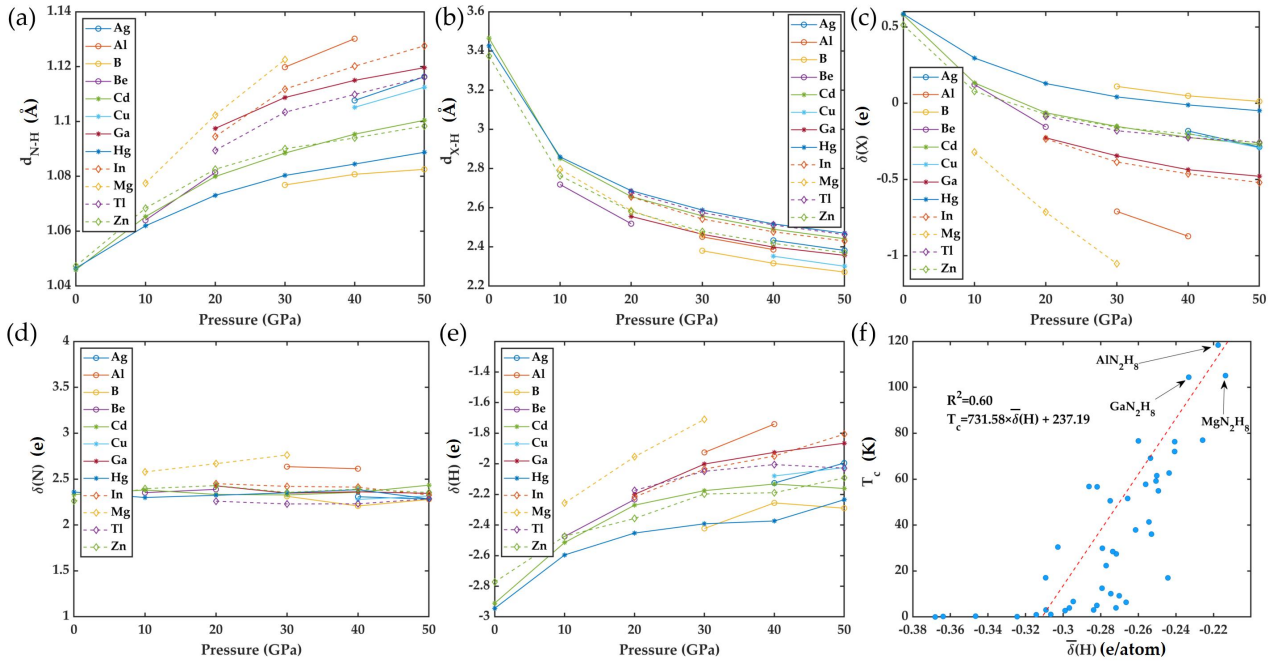 (a)
1.14
1.12
1.1
1.08
1.06
1.04
d_N-H (Å)
0 10 20 30 40 50
Pressure (GPa)
Ag
Al
B
Be
Cd
Cu
Ga
Hg
In
Mg
Tl
Zn
(b)
3.6
3.4
3.2
3
2.8
2.6
2.4
2.2
d_X-H (Å)
0 10 20 30 40 50
Pressure (GPa)
Ag
Al
B
Be
Cd
Cu
Ga
Hg
In
Mg
Tl
Zn
(c)
0.5
0
-0.5
-1
δ(X) (e)
0 10 20 30 40 50
Pressure (GPa)
Ag
Al
B
Be
Cd
Cu
Ga
Hg
In
Mg
Tl
Zn
(d)
4
3.5
3
2.5
2
1.5
1
δ(N) (e)
0 10 20 30 40 50
Pressure (GPa)
Ag
Al
B
Be
Cd
Cu
Ga
Hg
In
Mg
Tl
Zn
(e)
-1.2
-1.4
-1.6
-1.8
-2
-2.2
-2.4
-2.6
-2.8
-3
δ(H) (e)
0 10 20 30 40 50
Pressure (GPa)
Ag
Al
B
Be
Cd
Cu
Ga
Hg
In
Mg
Tl
Zn
(f)
120
100
80
60
40
20
0
T_c (K)
AlN₂H₈
GaN₂H₈
MgN₂H₈
R²=0.60
T_c=731.58×δ̅(H) + 237.19
-0.38 -0.36 -0.34 -0.32 -0.3 -0.28 -0.26 -0.24 -0.22
δ̅(H) (e/atom)